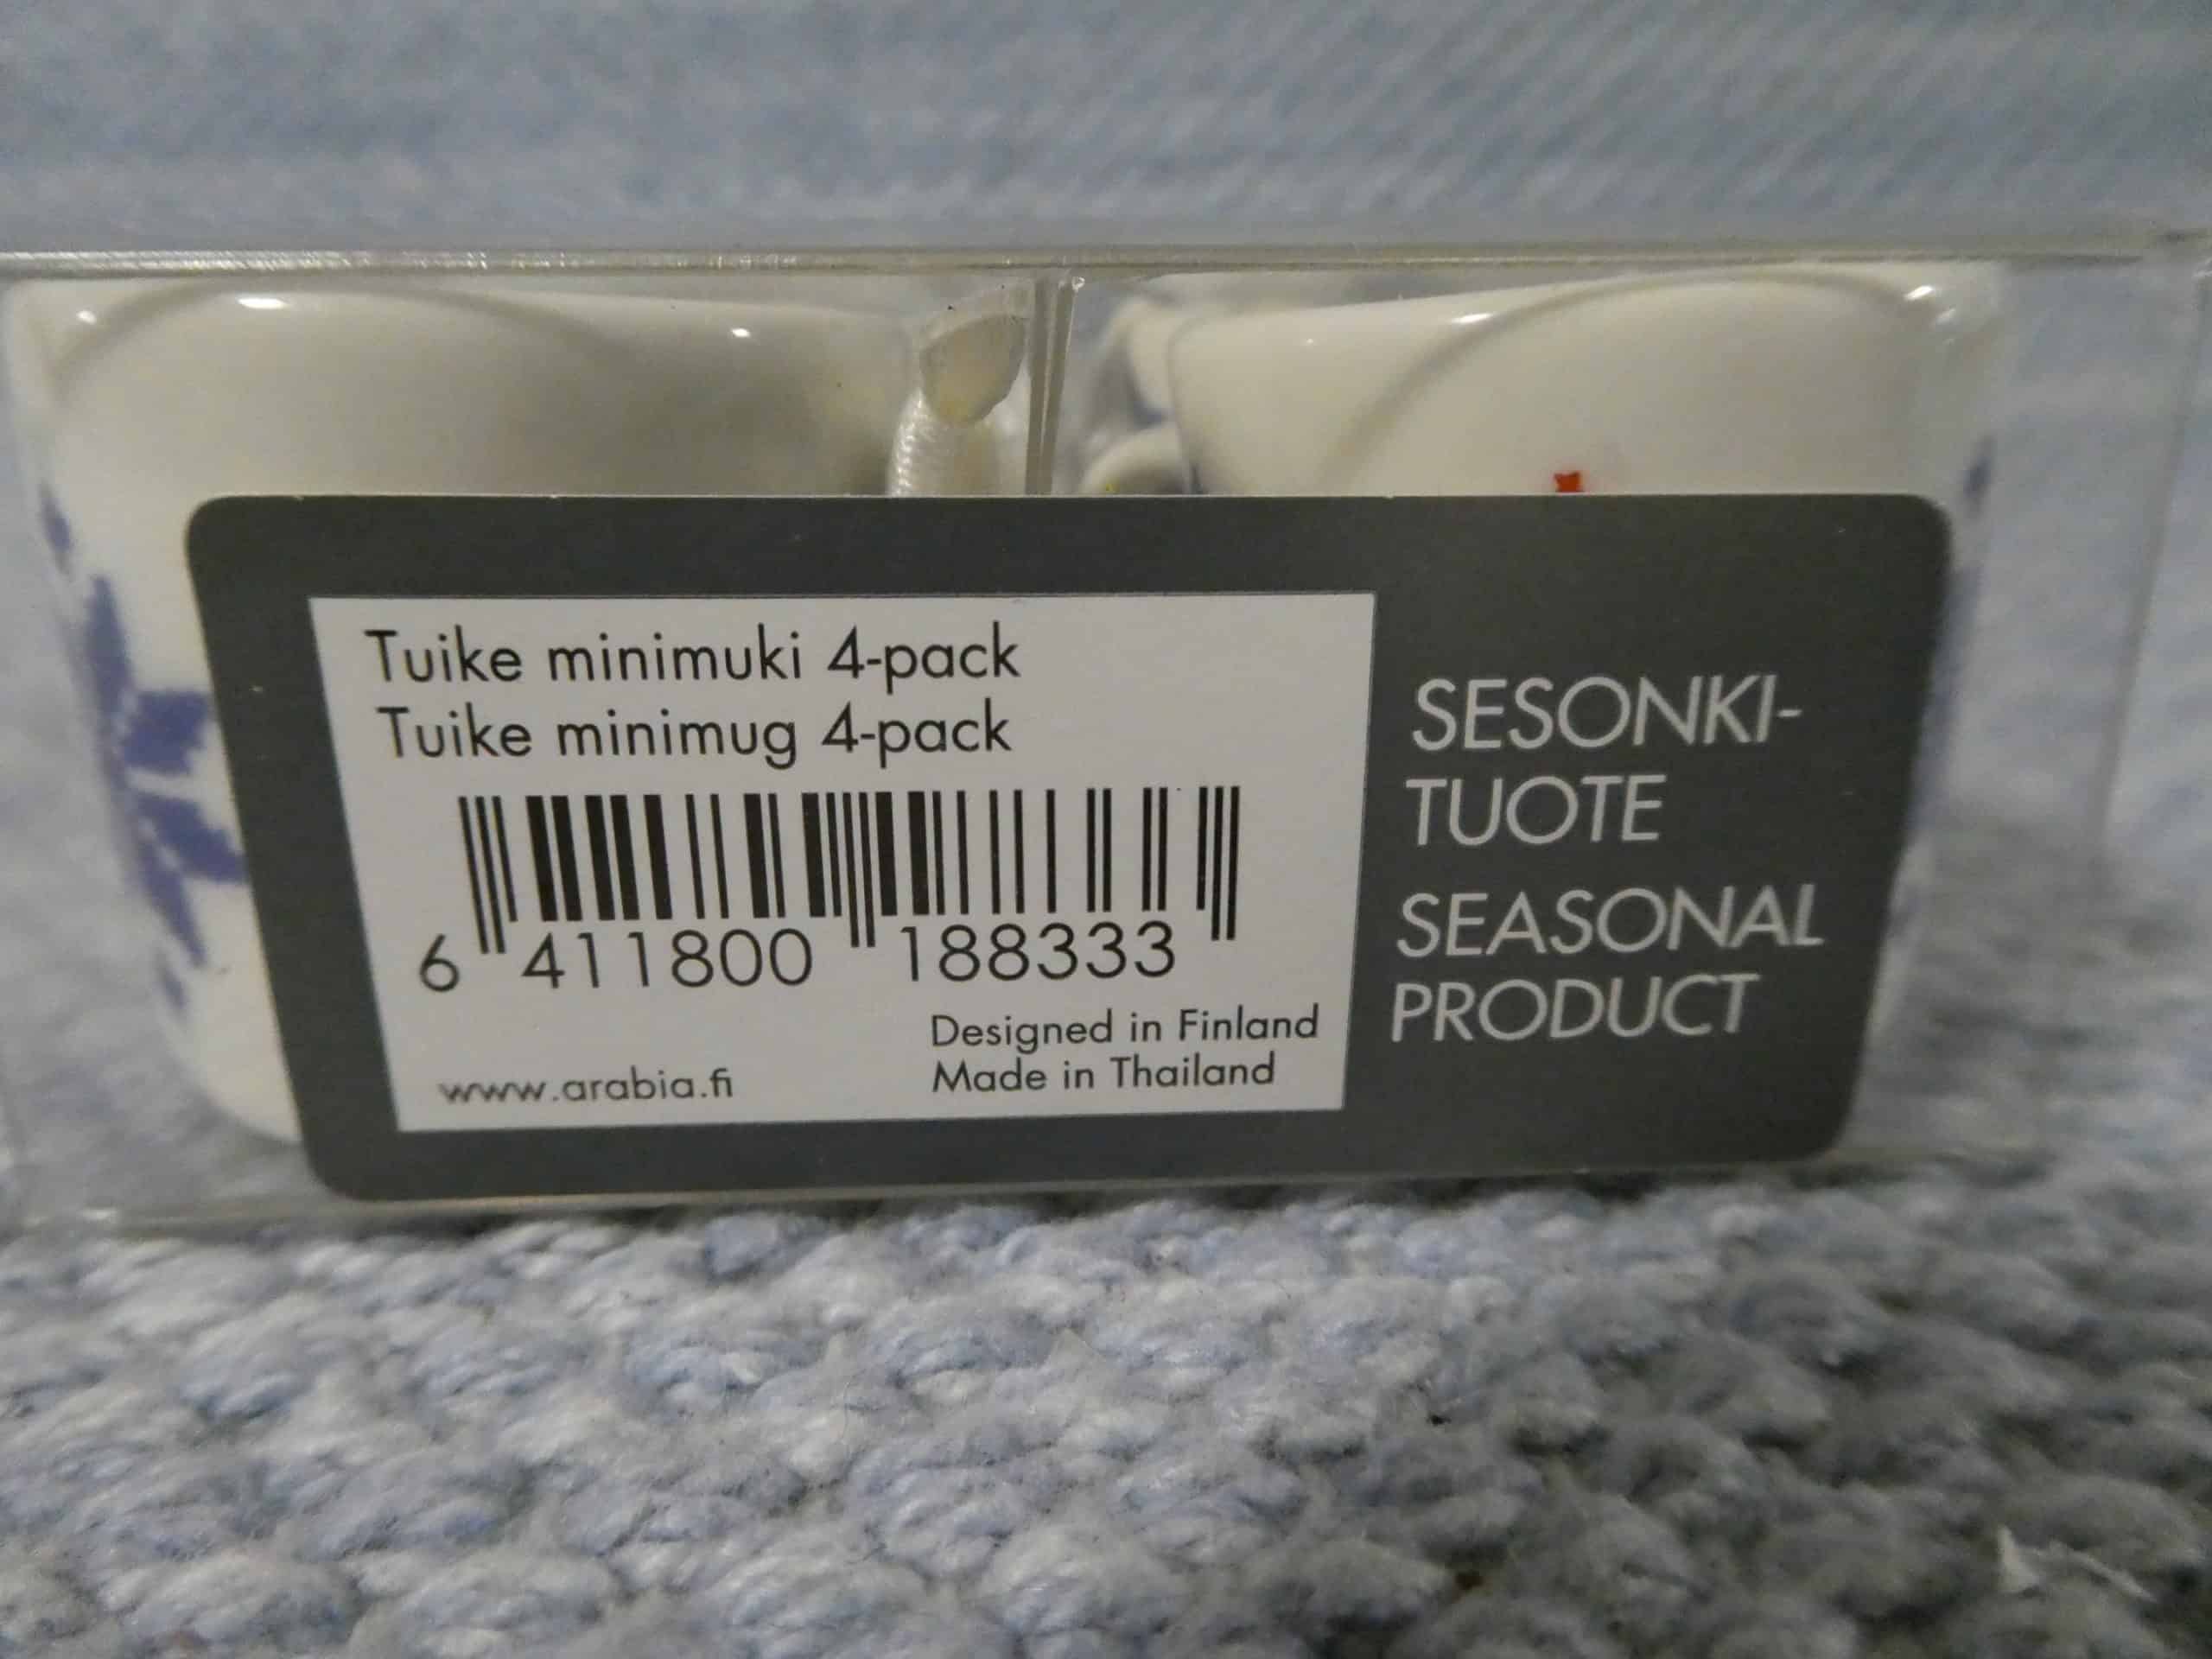 Tuike minimuki 4-pack
Tuike minimug 4-pack
6 411800 188333
Designed in Finland
www.arabia.fi
Made in Thailand
SESONKI-
TUOTE
SEASONAL
PRODUCT